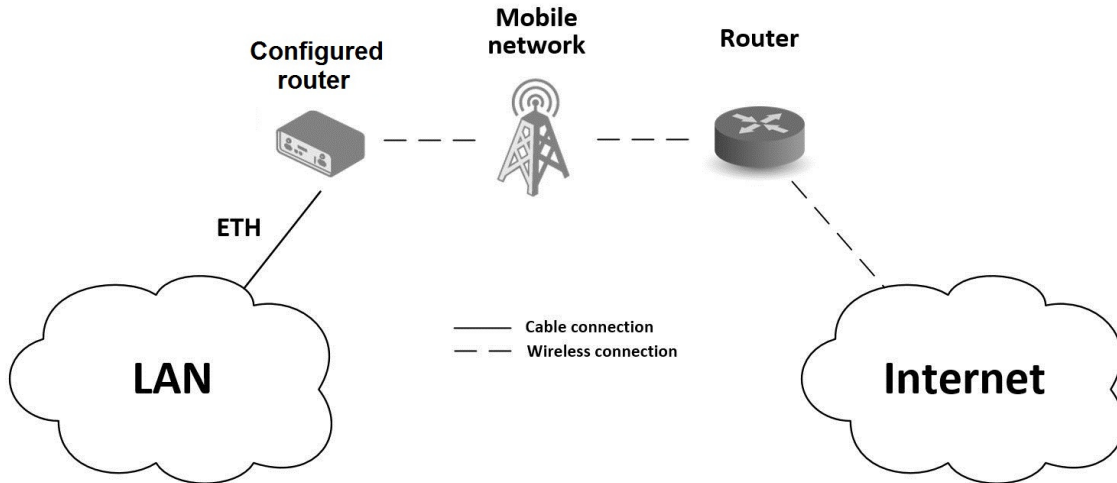 Mobile
network
Router
Configured
router
ETH
Cable connection
Wireless connection
LAN
Internet